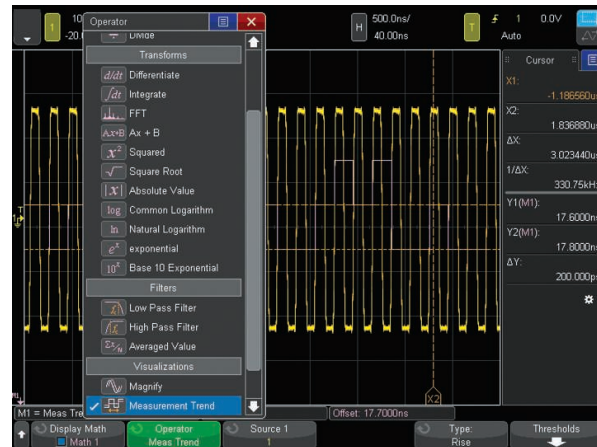 Operator
500.0ns/
40.00ns
1
0.0V
Auto
Divide
Transforms
d/dt Differentiate
∫dt Integrate
FFT
Ax+B Ax + B
x² Squared
√ Square Root
|x| Absolute Value
log Common Logarithm
ln Natural Logarithm
eˣ exponential
10ˣ Base 10 Exponential
Filters
Low Pass Filter
High Pass Filter
Averaged Value
Visualizations
Magnify
Measurement Trend
Cursor
X1:
-1.186560u
X2:
1.836880u
ΔX:
3.023440u
1/ΔX:
330.75kH
Y1(M1):
17.6000n
Y2(M1):
17.8000n
ΔY:
200.000p
X2
M1 = Meas Tre
Offset: 17.7000ns
Display Math
Math 1
Operator
Meas Trend
Source 1
1
Type:
Rise
Thresholds